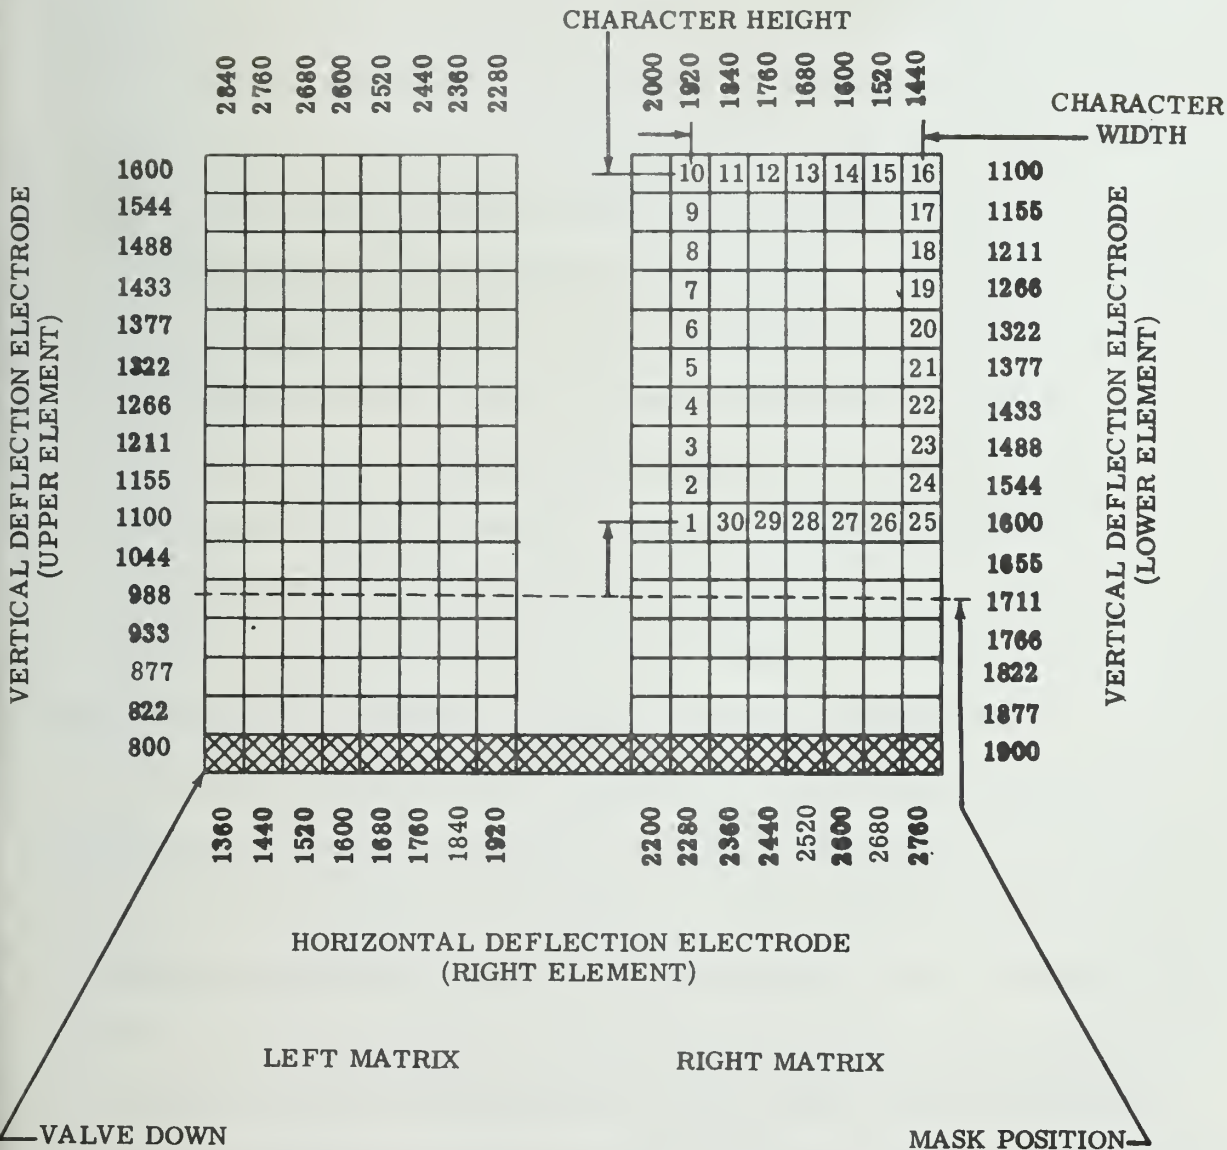 CHARACTER HEIGHT
2840 2760 2680 2600 2520 2440 2360 2280
2000 1920 1840 1760 1680 1600 1520 1440
CHARACTER
WIDTH
VERTICAL DEFLECTION ELECTRODE
(UPPER ELEMENT)
1600 10 11 12 13 14 15 16 1100
1544 9 17 1155
1488 8 18 1211
1433 7 19 1266
1377 6 20 1322
1322 5 21 1377
1266 4 22 1433
1211 3 23 1488
1155 2 24 1544
1100 1 30 29 28 27 26 25 1600
1044 1655
988 1711
933 1766
877 1822
822 1877
800 1900
VERTICAL DEFLECTION ELECTRODE
(LOWER ELEMENT)
1360 1440 1520 1600 1680 1760 1840 1920
2200 2280 2360 2440 2520 2600 2680 2760
HORIZONTAL DEFLECTION ELECTRODE
(RIGHT ELEMENT)
LEFT MATRIX RIGHT MATRIX
VALVE DOWN MASK POSITION